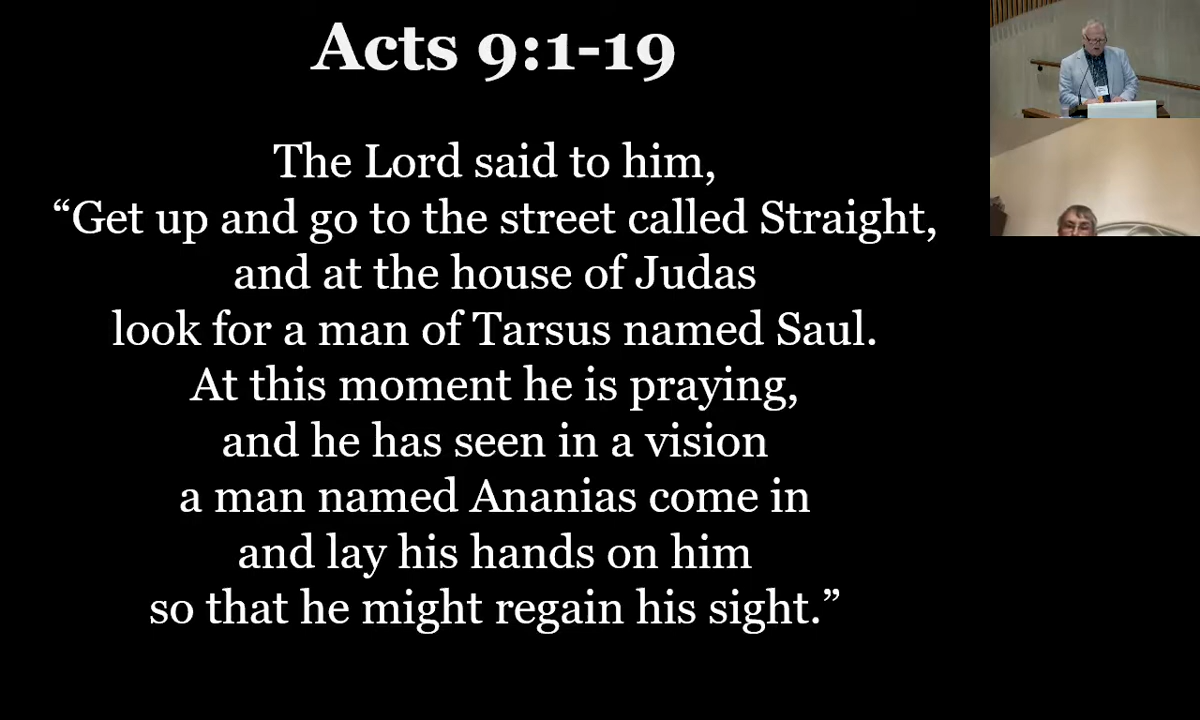 Acts 9:1-19
The Lord said to him,
“Get up and go to the street called Straight,
and at the house of Judas
look for a man of Tarsus named Saul.
At this moment he is praying,
and he has seen in a vision
a man named Ananias come in
and lay his hands on him
so that he might regain his sight.”